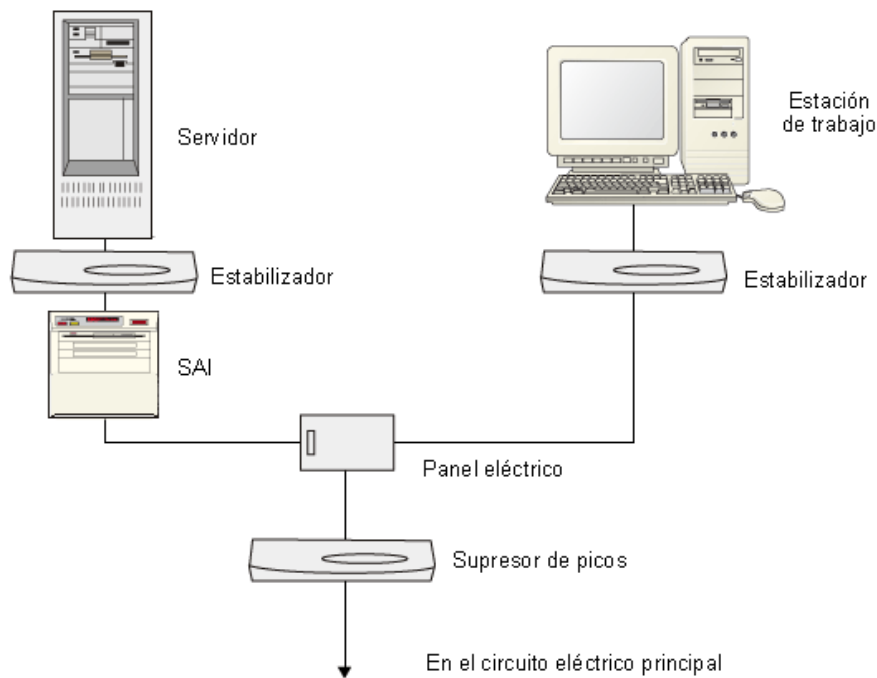 Servidor
Estación
de trabajo
Estabilizador
Estabilizador
SAI
Panel eléctrico
Supresor de picos
En el circuito eléctrico principal